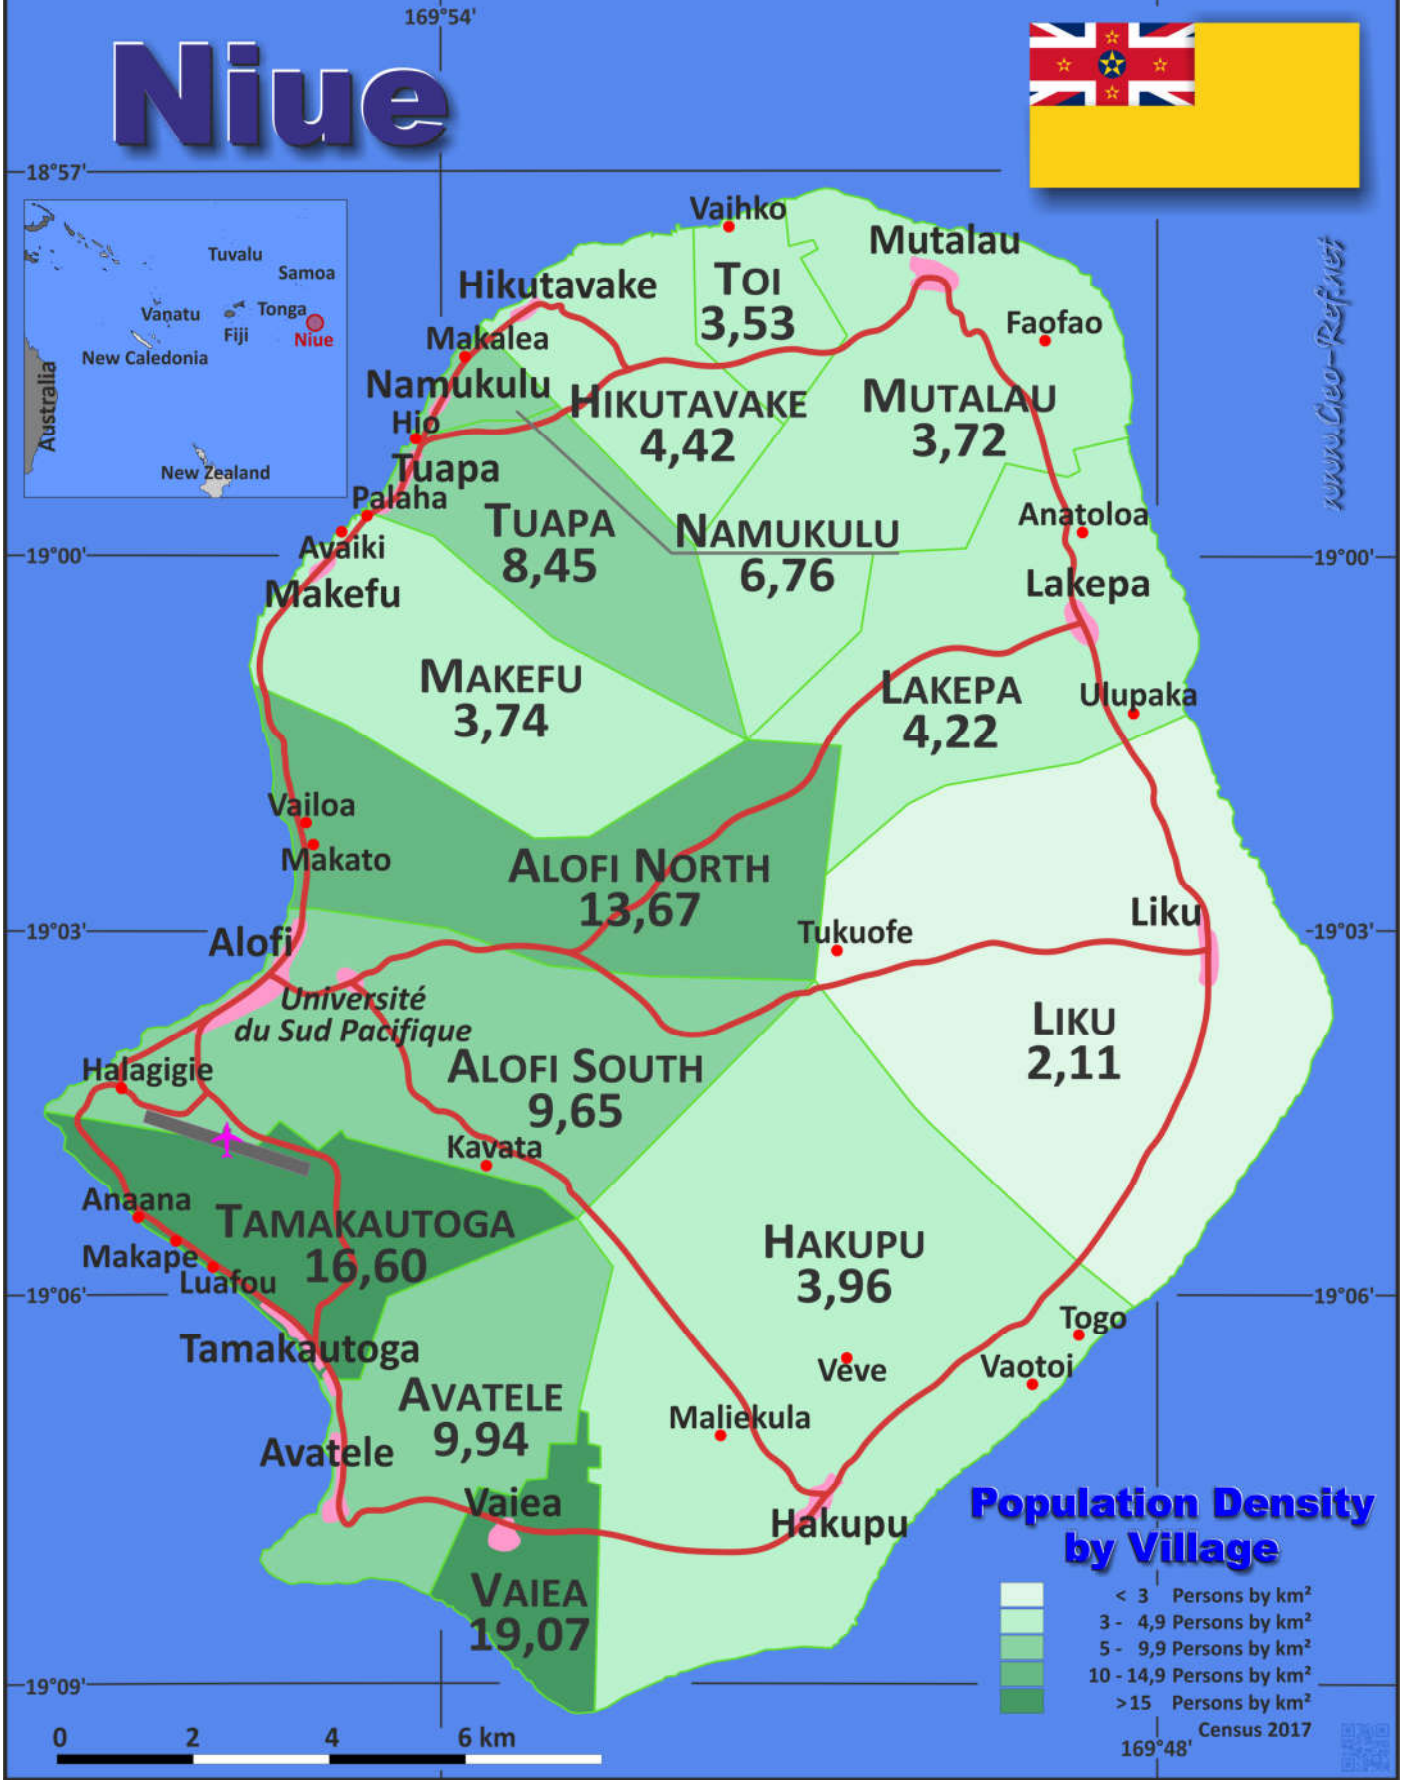 169°54'
Niue
18°57'
Vaihko
Mutalau
Tuvalu
Samoa
Hikutavake
TOI
3,53
Vanatu
Tonga
Fiji
Niue
New Caledonia
Makalea
Faofao
Australia
www.Geo-Ref.net
Namukulu
HIKUTAVAKE
4,42
MUTALAU
3,72
Hio
Tuapa
New Zealand
Palaha
TUAPA
8,45
NAMUKULU
6,76
Anatoloa
Avaiki
19°00'
19°00'
Makefu
Lakepa
MAKEFU
3,74
LAKEPA
4,22
Ulupaka
Vailoa
Makato
ALOFI NORTH
13,67
Liku
19°03'
Tukuofe
19°03'
Alofi
Université
du Sud Pacifique
LIKU
2,11
Halagigie
ALOFI SOUTH
9,65
Kavata
Anaana
TAMAKAUTOGA
16,60
Makape
Luafou
HAKUPU
3,96
19°06'
19°06'
Togo
Tamakautoga
Veve
Vaotoi
AVATELE
9,94
Maliekula
Avatele
Vaiea
Hakupu
Population Density
by Village
VAIEA
19,07
< 3 Persons by km²
3 - 4,9 Persons by km²
5 - 9,9 Persons by km²
10 - 14,9 Persons by km²
>15 Persons by km²
19°09'
Census 2017
0 2 4 6 km
169°48'